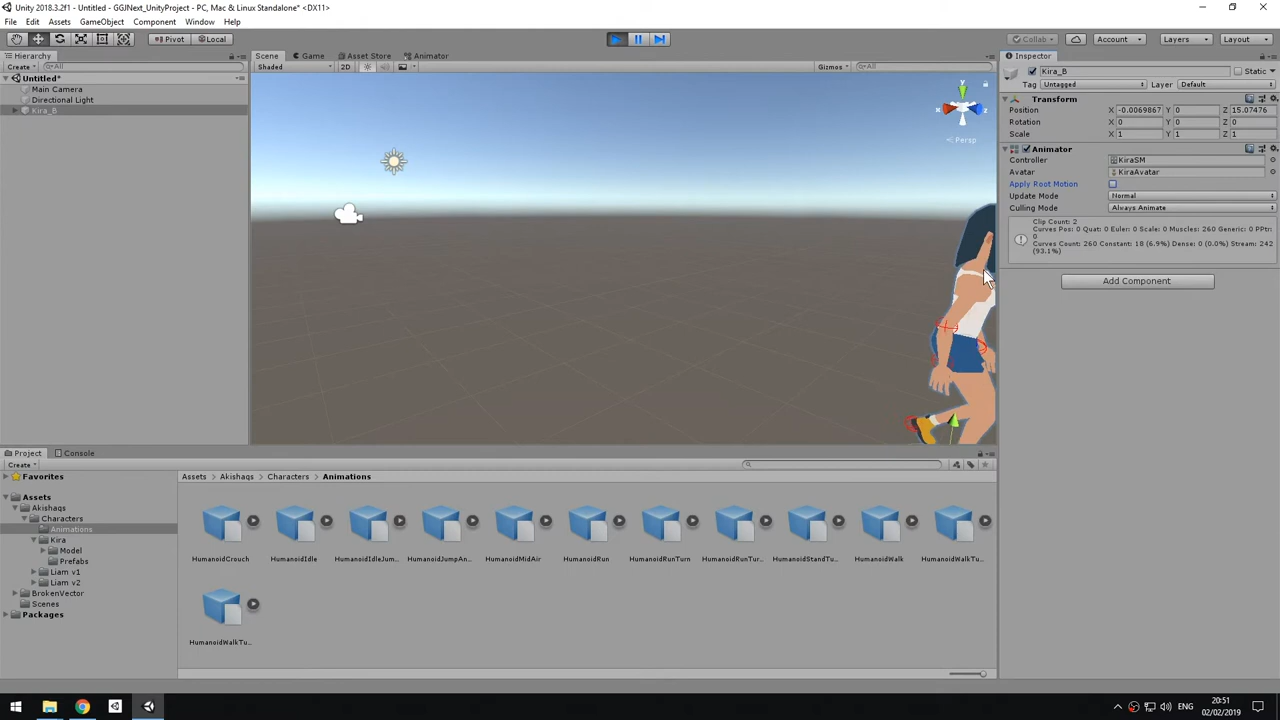 Unity 2018.3.2f1 - Untitled - GGJNext_UnityProject - PC, Mac & Linux Standalone* <DX11>
File Edit Assets GameObject Component Window Help
Pivot Local Collab Account Layers Layout
Hierarchy
Create All
Untitled*
Main Camera
Directional Light
Kira_B
Scene Game Asset Store Animator
Shaded 2D Gizmos All
y
x
z
Persp
Inspector
Kira_B Static
Tag Untagged Layer Default
Transform
Position X -0.0069867 Y 0 Z 15.07476
Rotation X 0 Y 0 Z 0
Scale X 1 Y 1 Z 1
Animator
Controller KiraSM
Avatar KiraAvatar
Apply Root Motion
Update Mode Normal
Culling Mode Always Animate
Clip Count: 2
Curves Pos: 0 Quat: 0 Euler: 0 Scale: 0 Muscles: 260 Generic: 0 PPtr:
0
Curves Count: 260 Constant: 18 (6.9%) Dense: 0 (0.0%) Stream: 242
(93.1%)
Add Component
Project Console
Create
Favorites
Assets
Akishaqs
Characters
Animations
Kira
Model
Prefabs
Liam v1
Liam v2
BrokenVector
Scenes
Packages
Assets Akishaqs Characters Animations
HumanoidCrouch HumanoidIdle HumanoidIdleJum... HumanoidJumpAn... HumanoidMidAir HumanoidRun HumanoidRunTurn HumanoidRunTur... HumanoidStandTu... HumanoidWalk HumanoidWalkTu...
HumanoidWalkTu...
ENG
20:51
02/02/2019